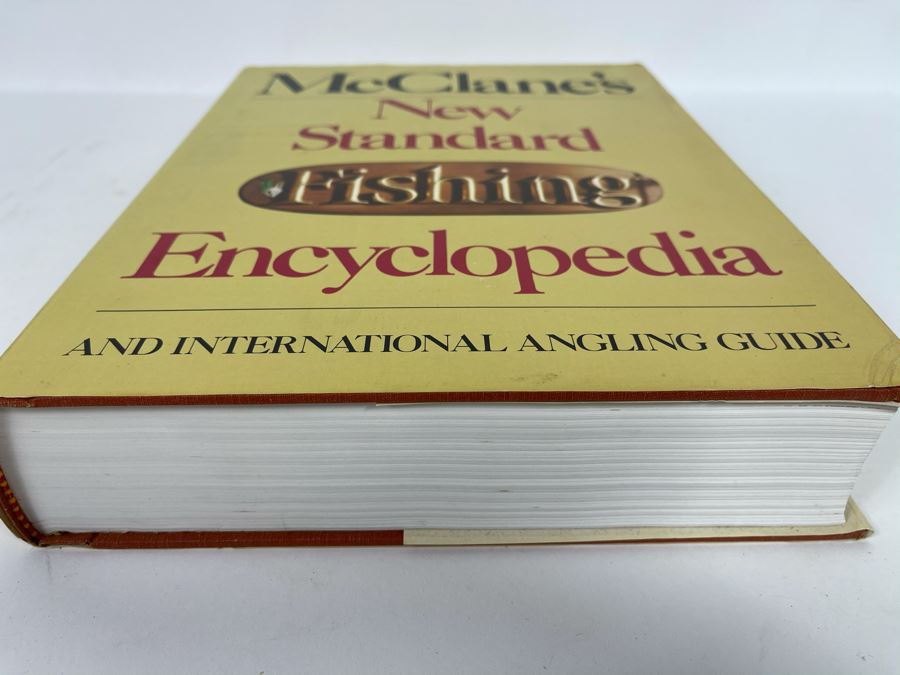 McClane's
New
Standard
Fishing
Encyclopedia
AND INTERNATIONAL ANGLING GUIDE